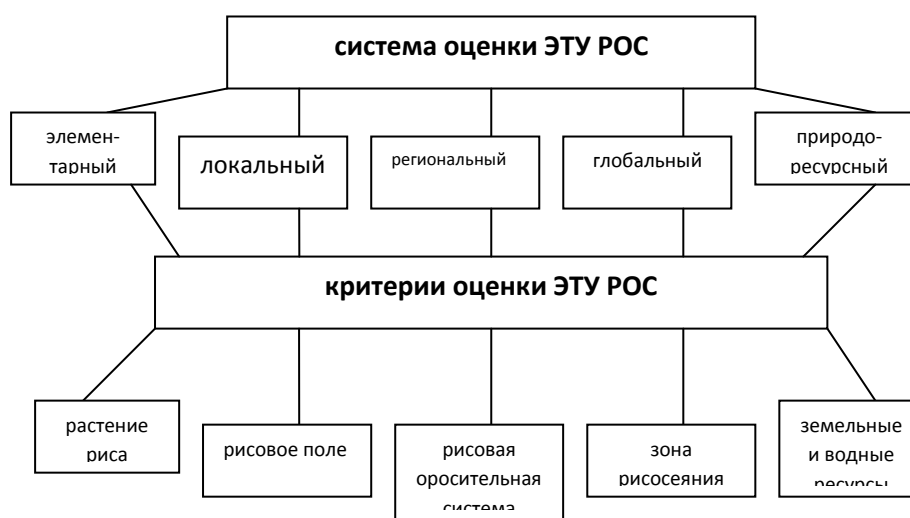 система оценки ЭТУ РОС
элемен-
тарный
локальный
региональный
глобальный
природо-
ресурсный
критерии оценки ЭТУ РОС
растение
риса
рисовое поле
рисовая
оросительная
система
зона
рисосеяния
земельные
и водные
ресурсы